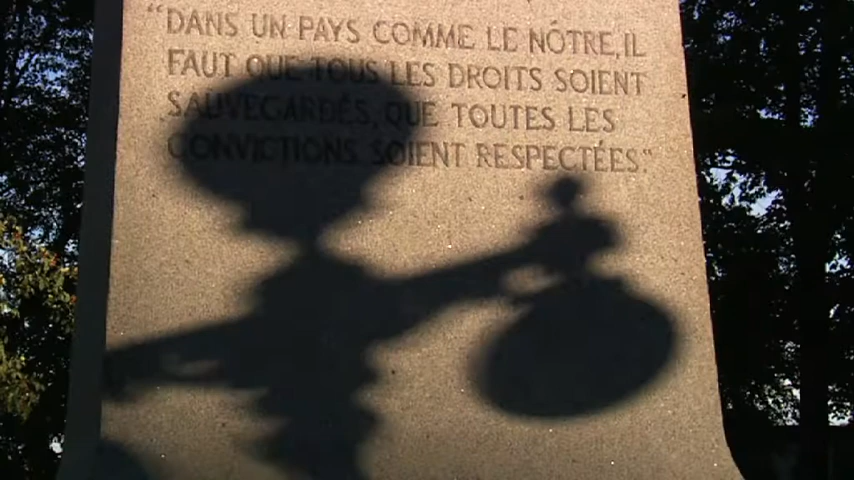 “DANS UN PAYS COMME LE NÔTRE, IL
FAUT QUE TOUS LES DROITS SOIENT
SAUVEGARDÉS, QUE TOUTES LES
CONVICTIONS SOIENT RESPECTÉES”.